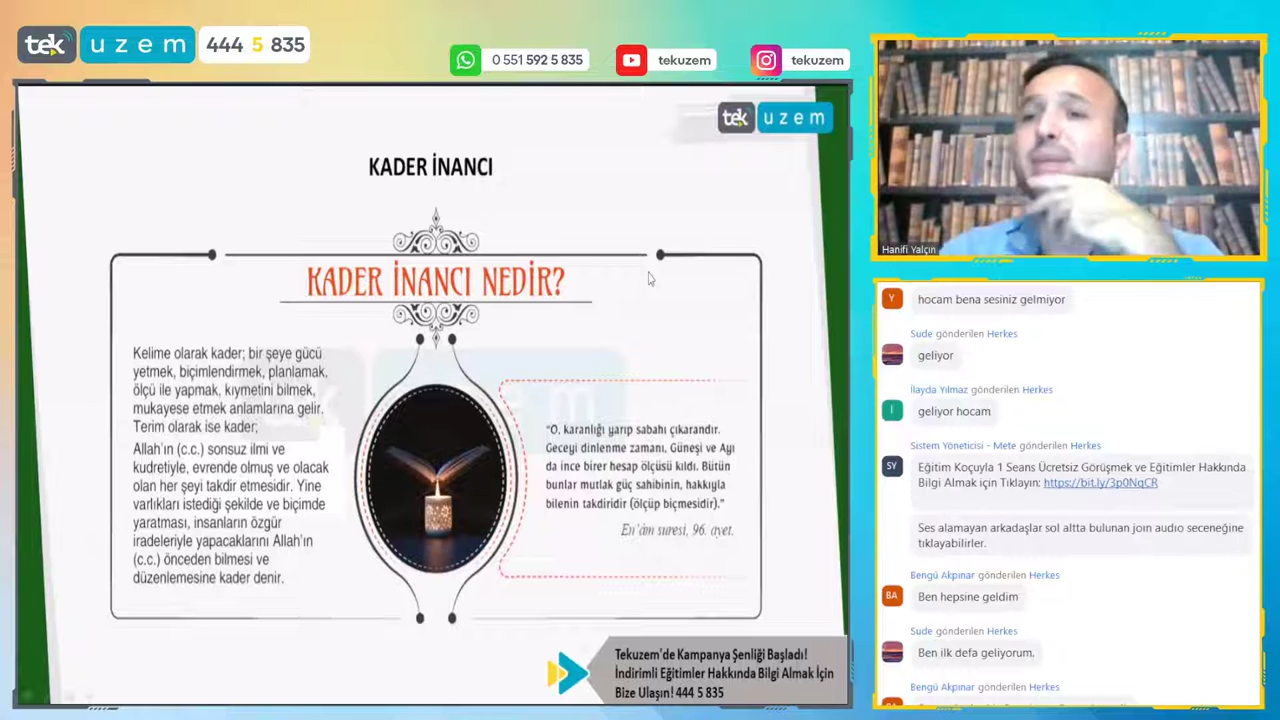 tek uzem 444 5 835
0 551 592 5 835
tekuzem
tekuzem
tek uzem
KADER İNANCI
KADER İNANCI NEDİR?
Kelime olarak kader; bir şeye gücü
yetmek, biçimlendirmek, planlamak,
ölçü ile yapmak, kıymetini bilmek,
mukayese etmek anlamlarına gelir.
Terim olarak ise kader;
Allah'ın (c.c.) sonsuz ilmi ve
kudretiyle, evrende olmuş ve olacak
olan her şeyi takdir etmesidir. Yine
varlıkları istediği şekilde ve biçimde
yaratması, insanların özgür
iradeleriyle yapacaklarını Allah'ın
(c.c.) önceden bilmesi ve
düzenlemesine kader denir.
"O, karanlığı yarıp sabahı çıkarandır.
Geceyi dinlenme zamanı, Güneşi ve Ayı
da ince birer hesap ölçüsü kıldı. Bütün
bunlar mutlak güç sahibinin, hakkıyla
bilenin takdiridir (ölçüp biçmesidir)."
En'âm suresi, 96. ayet.
Tekuzem'de Kampanya Şenliği Başladı!
İndirimli Eğitimler Hakkında Bilgi Almak İçin
Bize Ulaşın! 444 5 835
Hanifi Yalçın
Y
hocam bena sesiniz gelmiyor
Sude gönderilen Herkes
geliyor
İlayda Yılmaz gönderilen Herkes
İ
geliyor hocam
Sistem Yöneticisi - Mete gönderilen Herkes
SY
Eğitim Koçuyla 1 Seans Ücretsiz Görüşmek ve Eğitimler Hakkında
Bilgi Almak için Tıklayın: https://bit.ly/3p0NqCR
Ses alamayan arkadaşlar sol altta bulunan joın audıo seceneğine
tıklayabilirler.
Bengü Akpınar gönderilen Herkes
BA
Ben hepsine geldim
Sude gönderilen Herkes
Ben ilk defa geliyorum.
Bengü Akpınar gönderilen Herkes